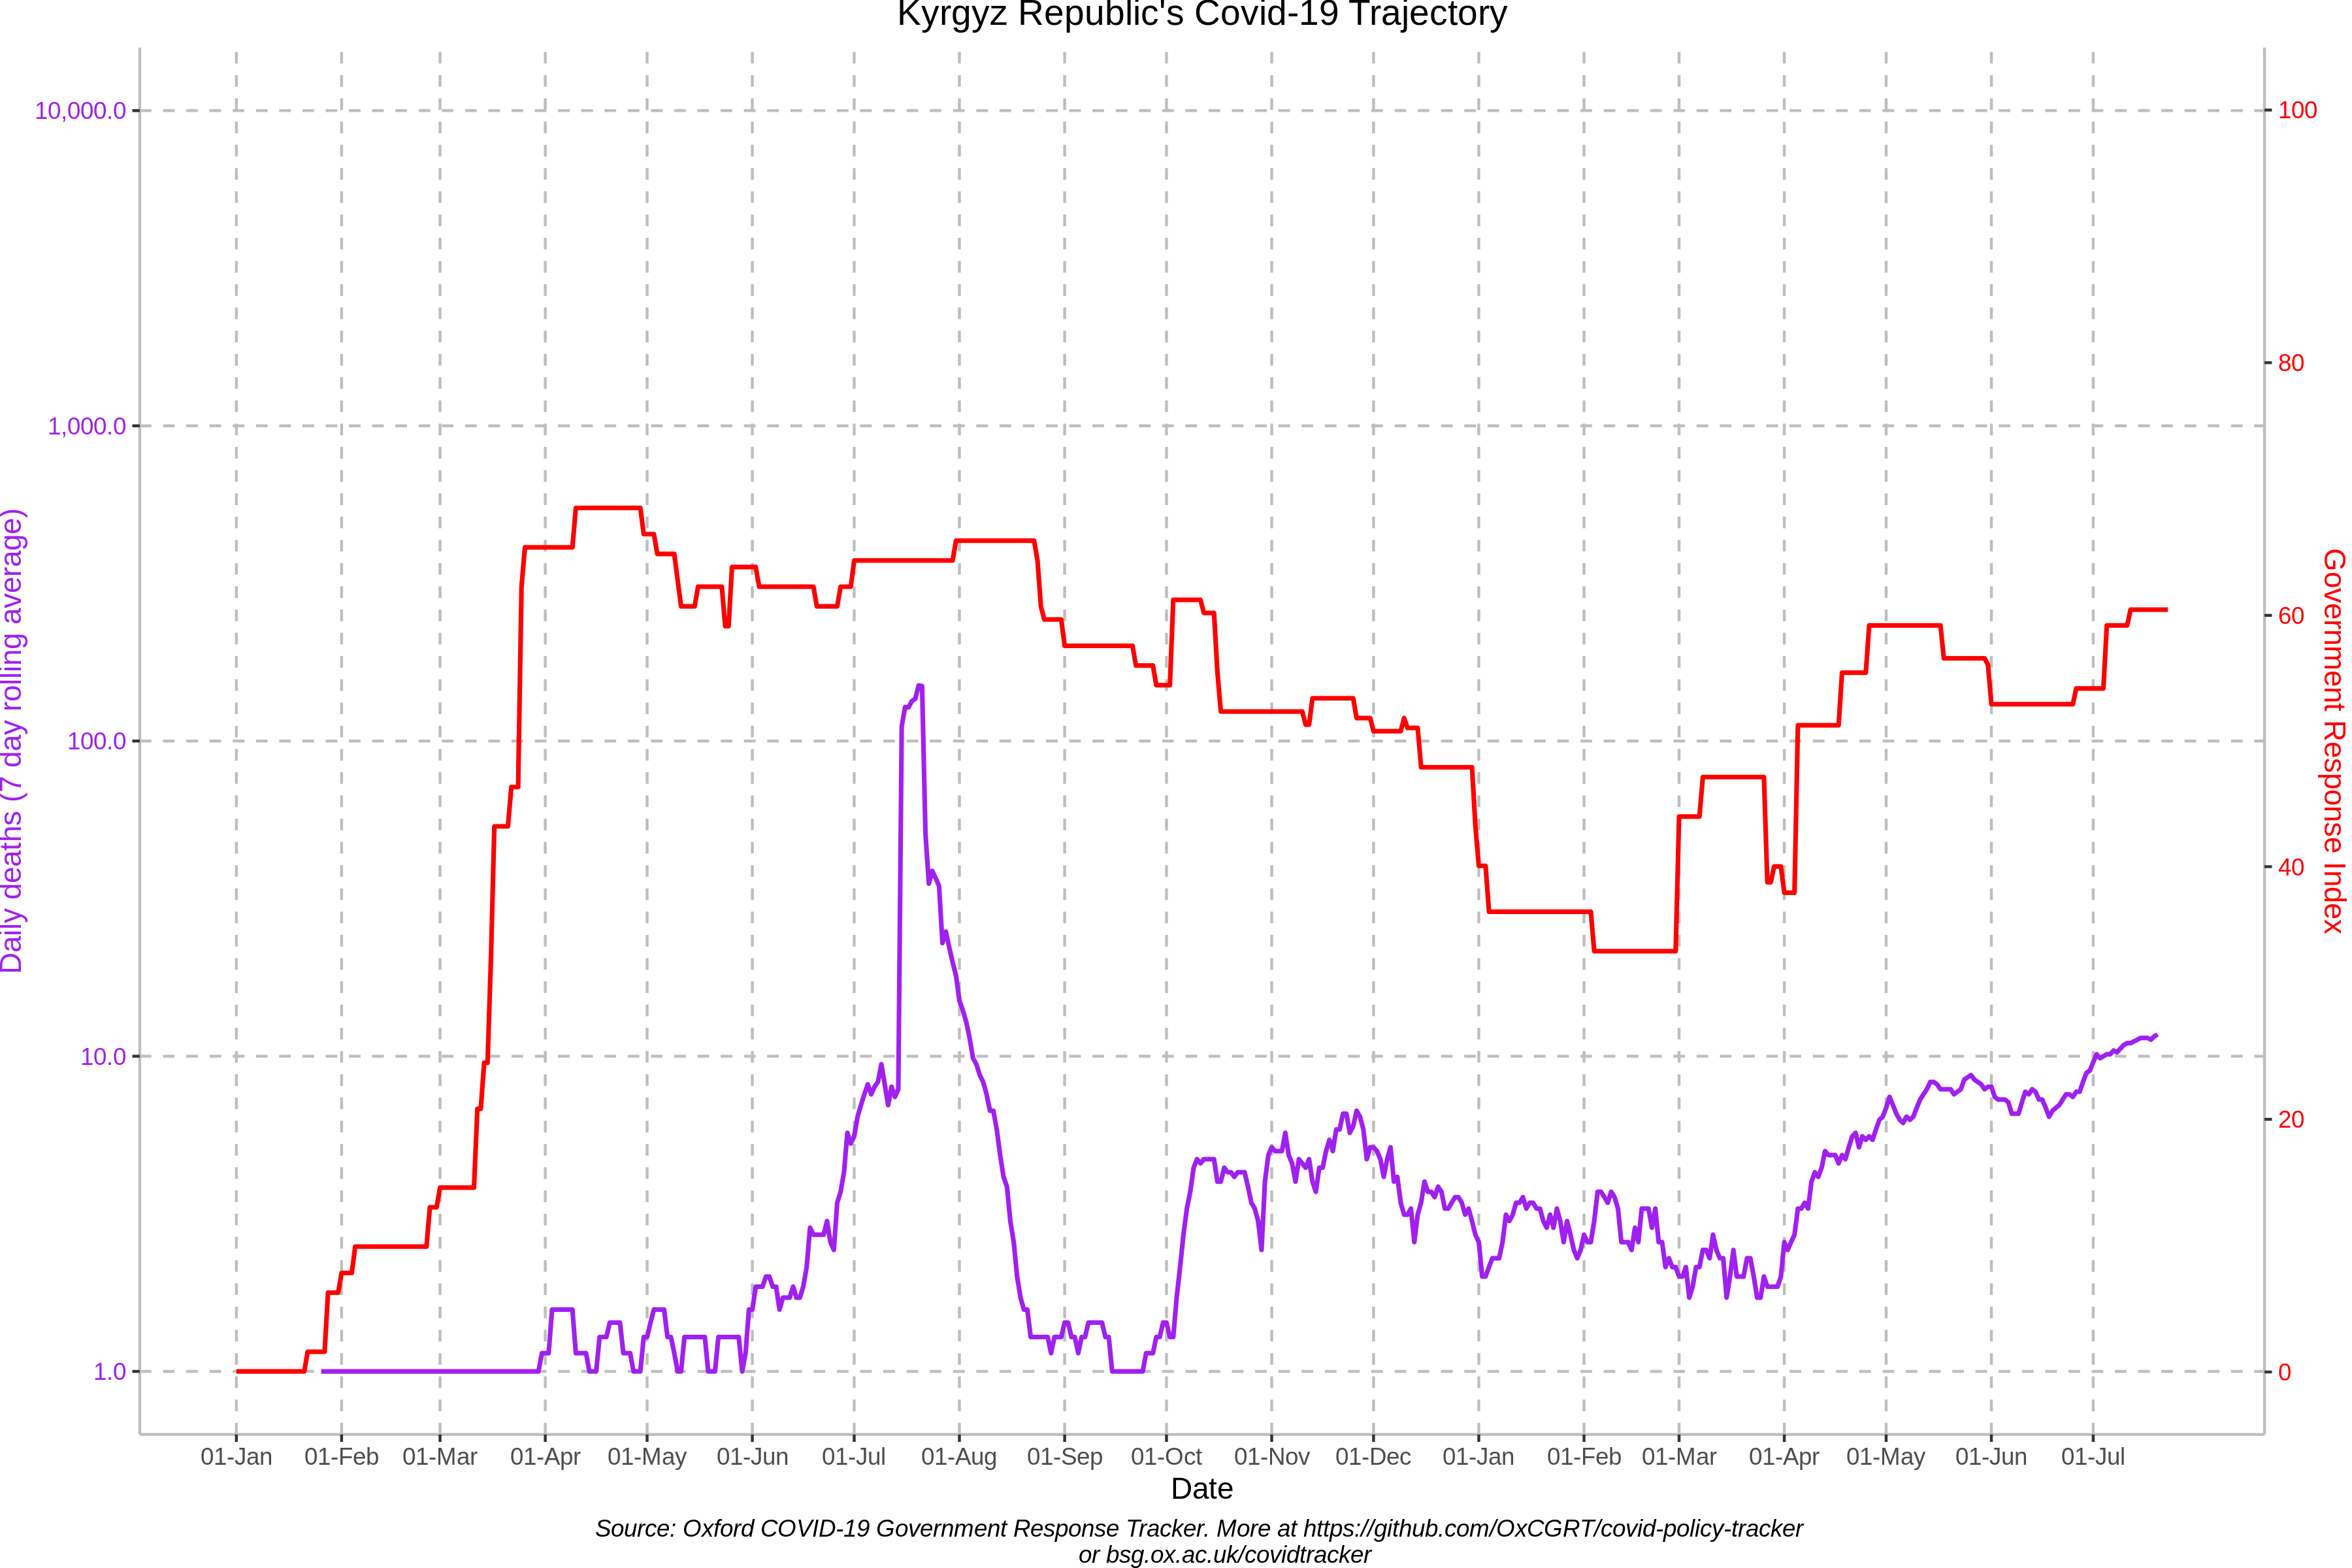 Kyrgyz Republic's Covid-19 Trajectory
Daily deaths (7 day rolling average)
10,000.0
1,000.0
100.0
10.0
1.0
100
80
60
40
20
0
Government Response Index
01-Jan 01-Feb 01-Mar 01-Apr 01-May 01-Jun 01-Jul 01-Aug 01-Sep 01-Oct 01-Nov 01-Dec 01-Jan 01-Feb 01-Mar 01-Apr 01-May 01-Jun 01-Jul
Date
Source: Oxford COVID-19 Government Response Tracker. More at https://github.com/OxCGRT/covid-policy-tracker
or bsg.ox.ac.uk/covidtracker